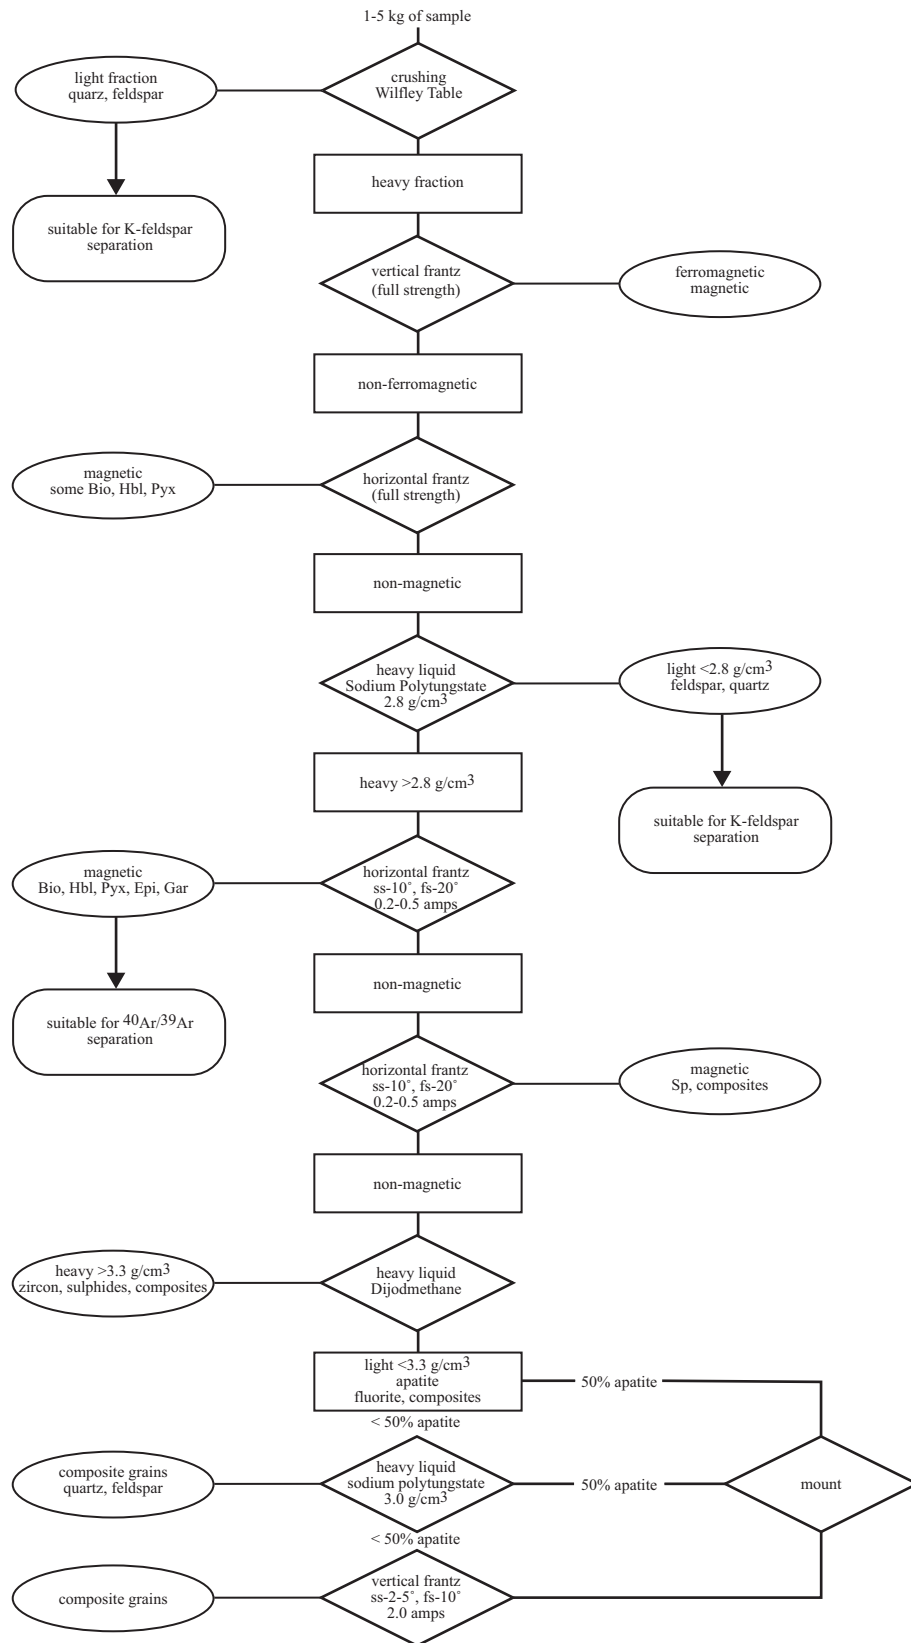 1-5 kg of sample
light fraction
quarz, feldspar
crushing
Wilfley Table
heavy fraction
suitable for K-feldspar
separation
vertical frantz
(full strength)
ferromagnetic
magnetic
non-ferromagnetic
magnetic
some Bio, Hbl, Pyx
horizontal frantz
(full strength)
non-magnetic
heavy liquid
Sodium Polytungstate
2.8 g/cm³
light <2.8 g/cm³
feldspar, quartz
heavy >2.8 g/cm³
suitable for K-feldspar
separation
magnetic
Bio, Hbl, Pyx, Epi, Gar
horizontal frantz
ss-10˚, fs-20˚
0.2-0.5 amps
non-magnetic
suitable for ⁴⁰Ar/³⁹Ar
separation
horizontal frantz
ss-10˚, fs-20˚
0.2-0.5 amps
magnetic
Sp, composites
non-magnetic
heavy >3.3 g/cm³
zircon, sulphides, composites
heavy liquid
Dijodmethane
light <3.3 g/cm³
apatite
fluorite, composites
50% apatite
< 50% apatite
composite grains
quartz, feldspar
heavy liquid
sodium polytungstate
3.0 g/cm³
50% apatite
mount
< 50% apatite
composite grains
vertical frantz
ss-2-5˚, fs-10˚
2.0 amps